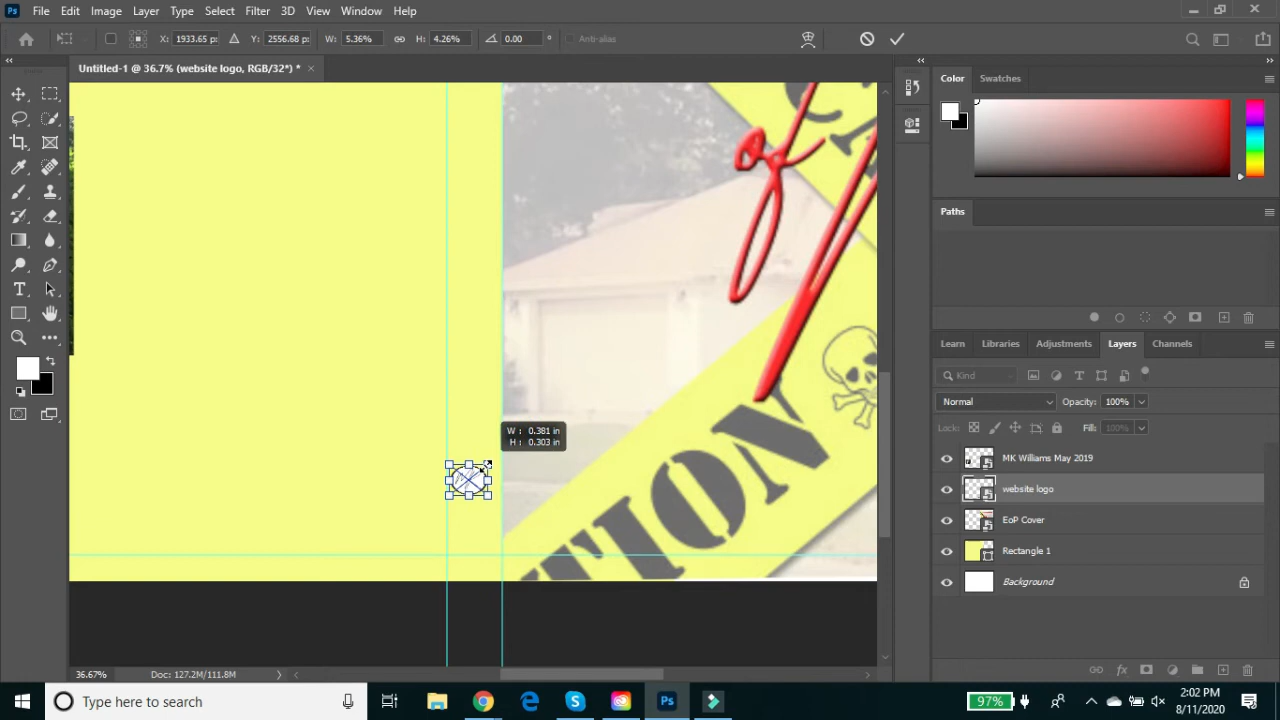 Ps File Edit Image Layer Type Select Filter 3D View Window Help
X: 1933.65 p: Y: 2556.68 p: W: 5.36% H: 4.26% 0.00 ° Anti-alias
Untitled-1 @ 36.7% (website logo, RGB/32*) * ×
Color Swatches
Paths
W : 0.381 in
H : 0.303 in
TION
Learn Libraries Adjustments Layers Channels
Kind
Normal Opacity: 100%
Lock: Fill: 100%
MK Williams May 2019
website logo
EoP Cover
Rectangle 1
Background
36.67% Doc: 127.2M/111.8M
Type here to search
Ps
97%
2:02 PM
8/11/2020